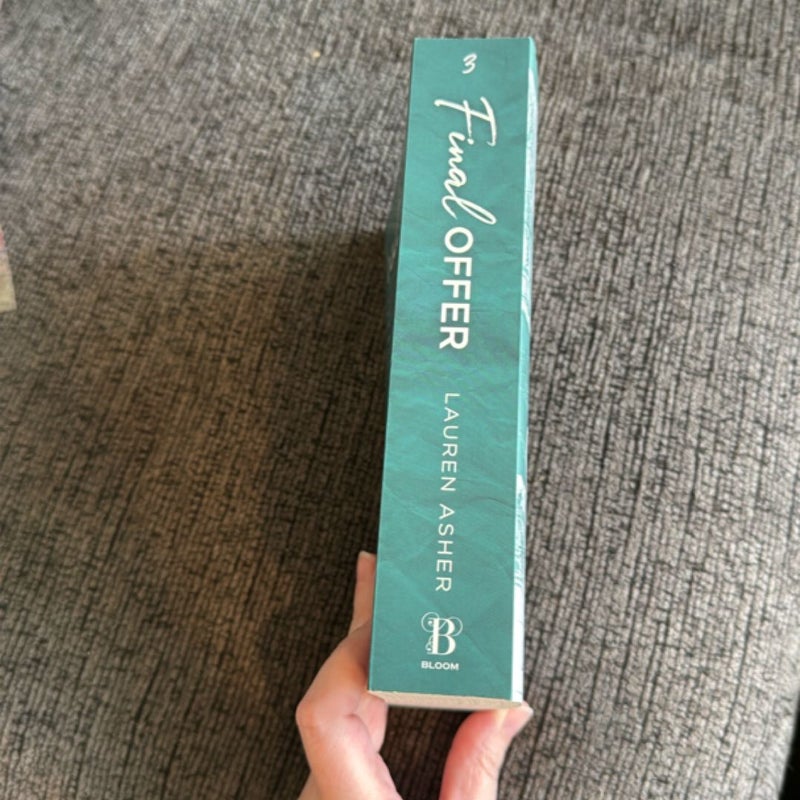 3
Final OFFER
LAUREN ASHER
B
BLOOM